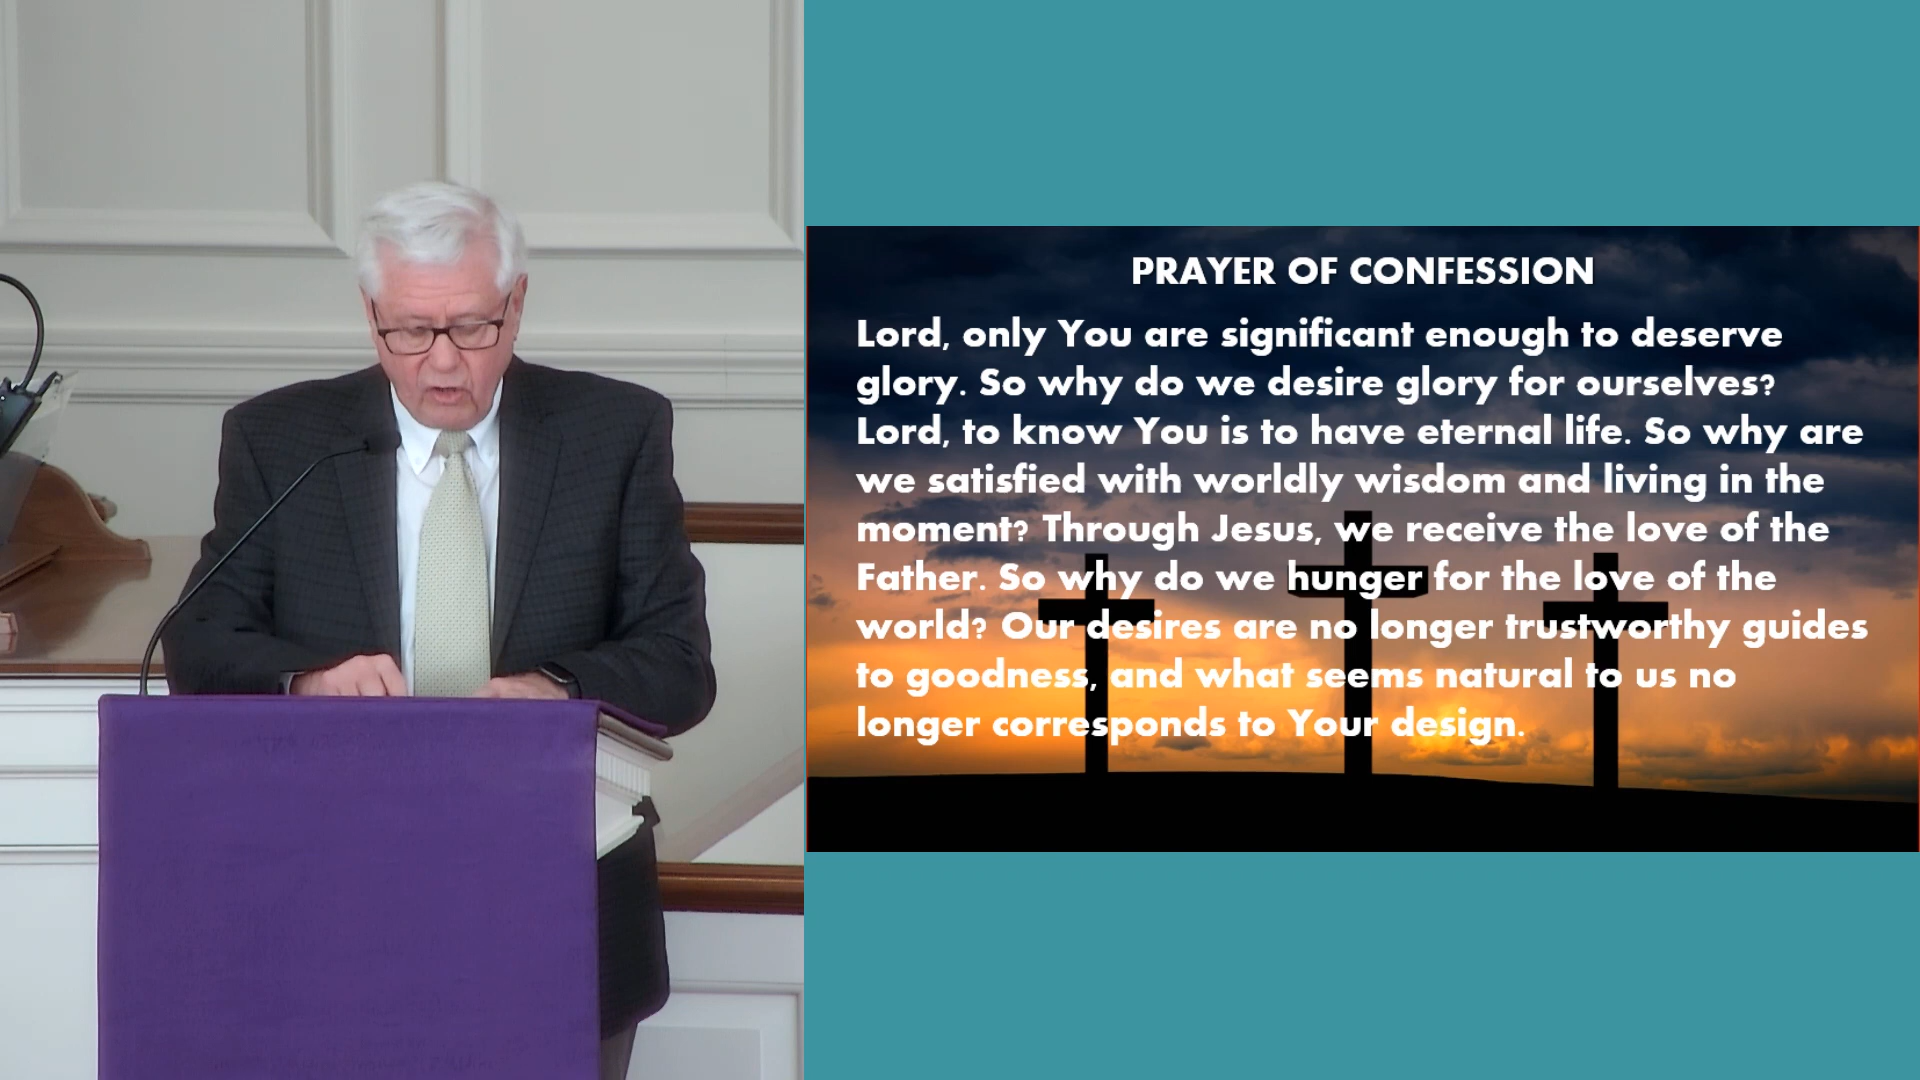 PRAYER OF CONFESSION
Lord, only You are significant enough to deserve
glory. So why do we desire glory for ourselves?
Lord, to know You is to have eternal life. So why are
we satisfied with worldly wisdom and living in the
moment? Through Jesus, we receive the love of the
Father. So why do we hunger for the love of the
world? Our desires are no longer trustworthy guides
to goodness, and what seems natural to us no
longer corresponds to Your design.